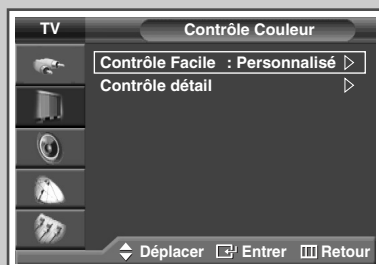 TV
Contrôle Couleur
Contrôle Facile : Personnalisé
Contrôle détail
Déplacer Entrer Retour